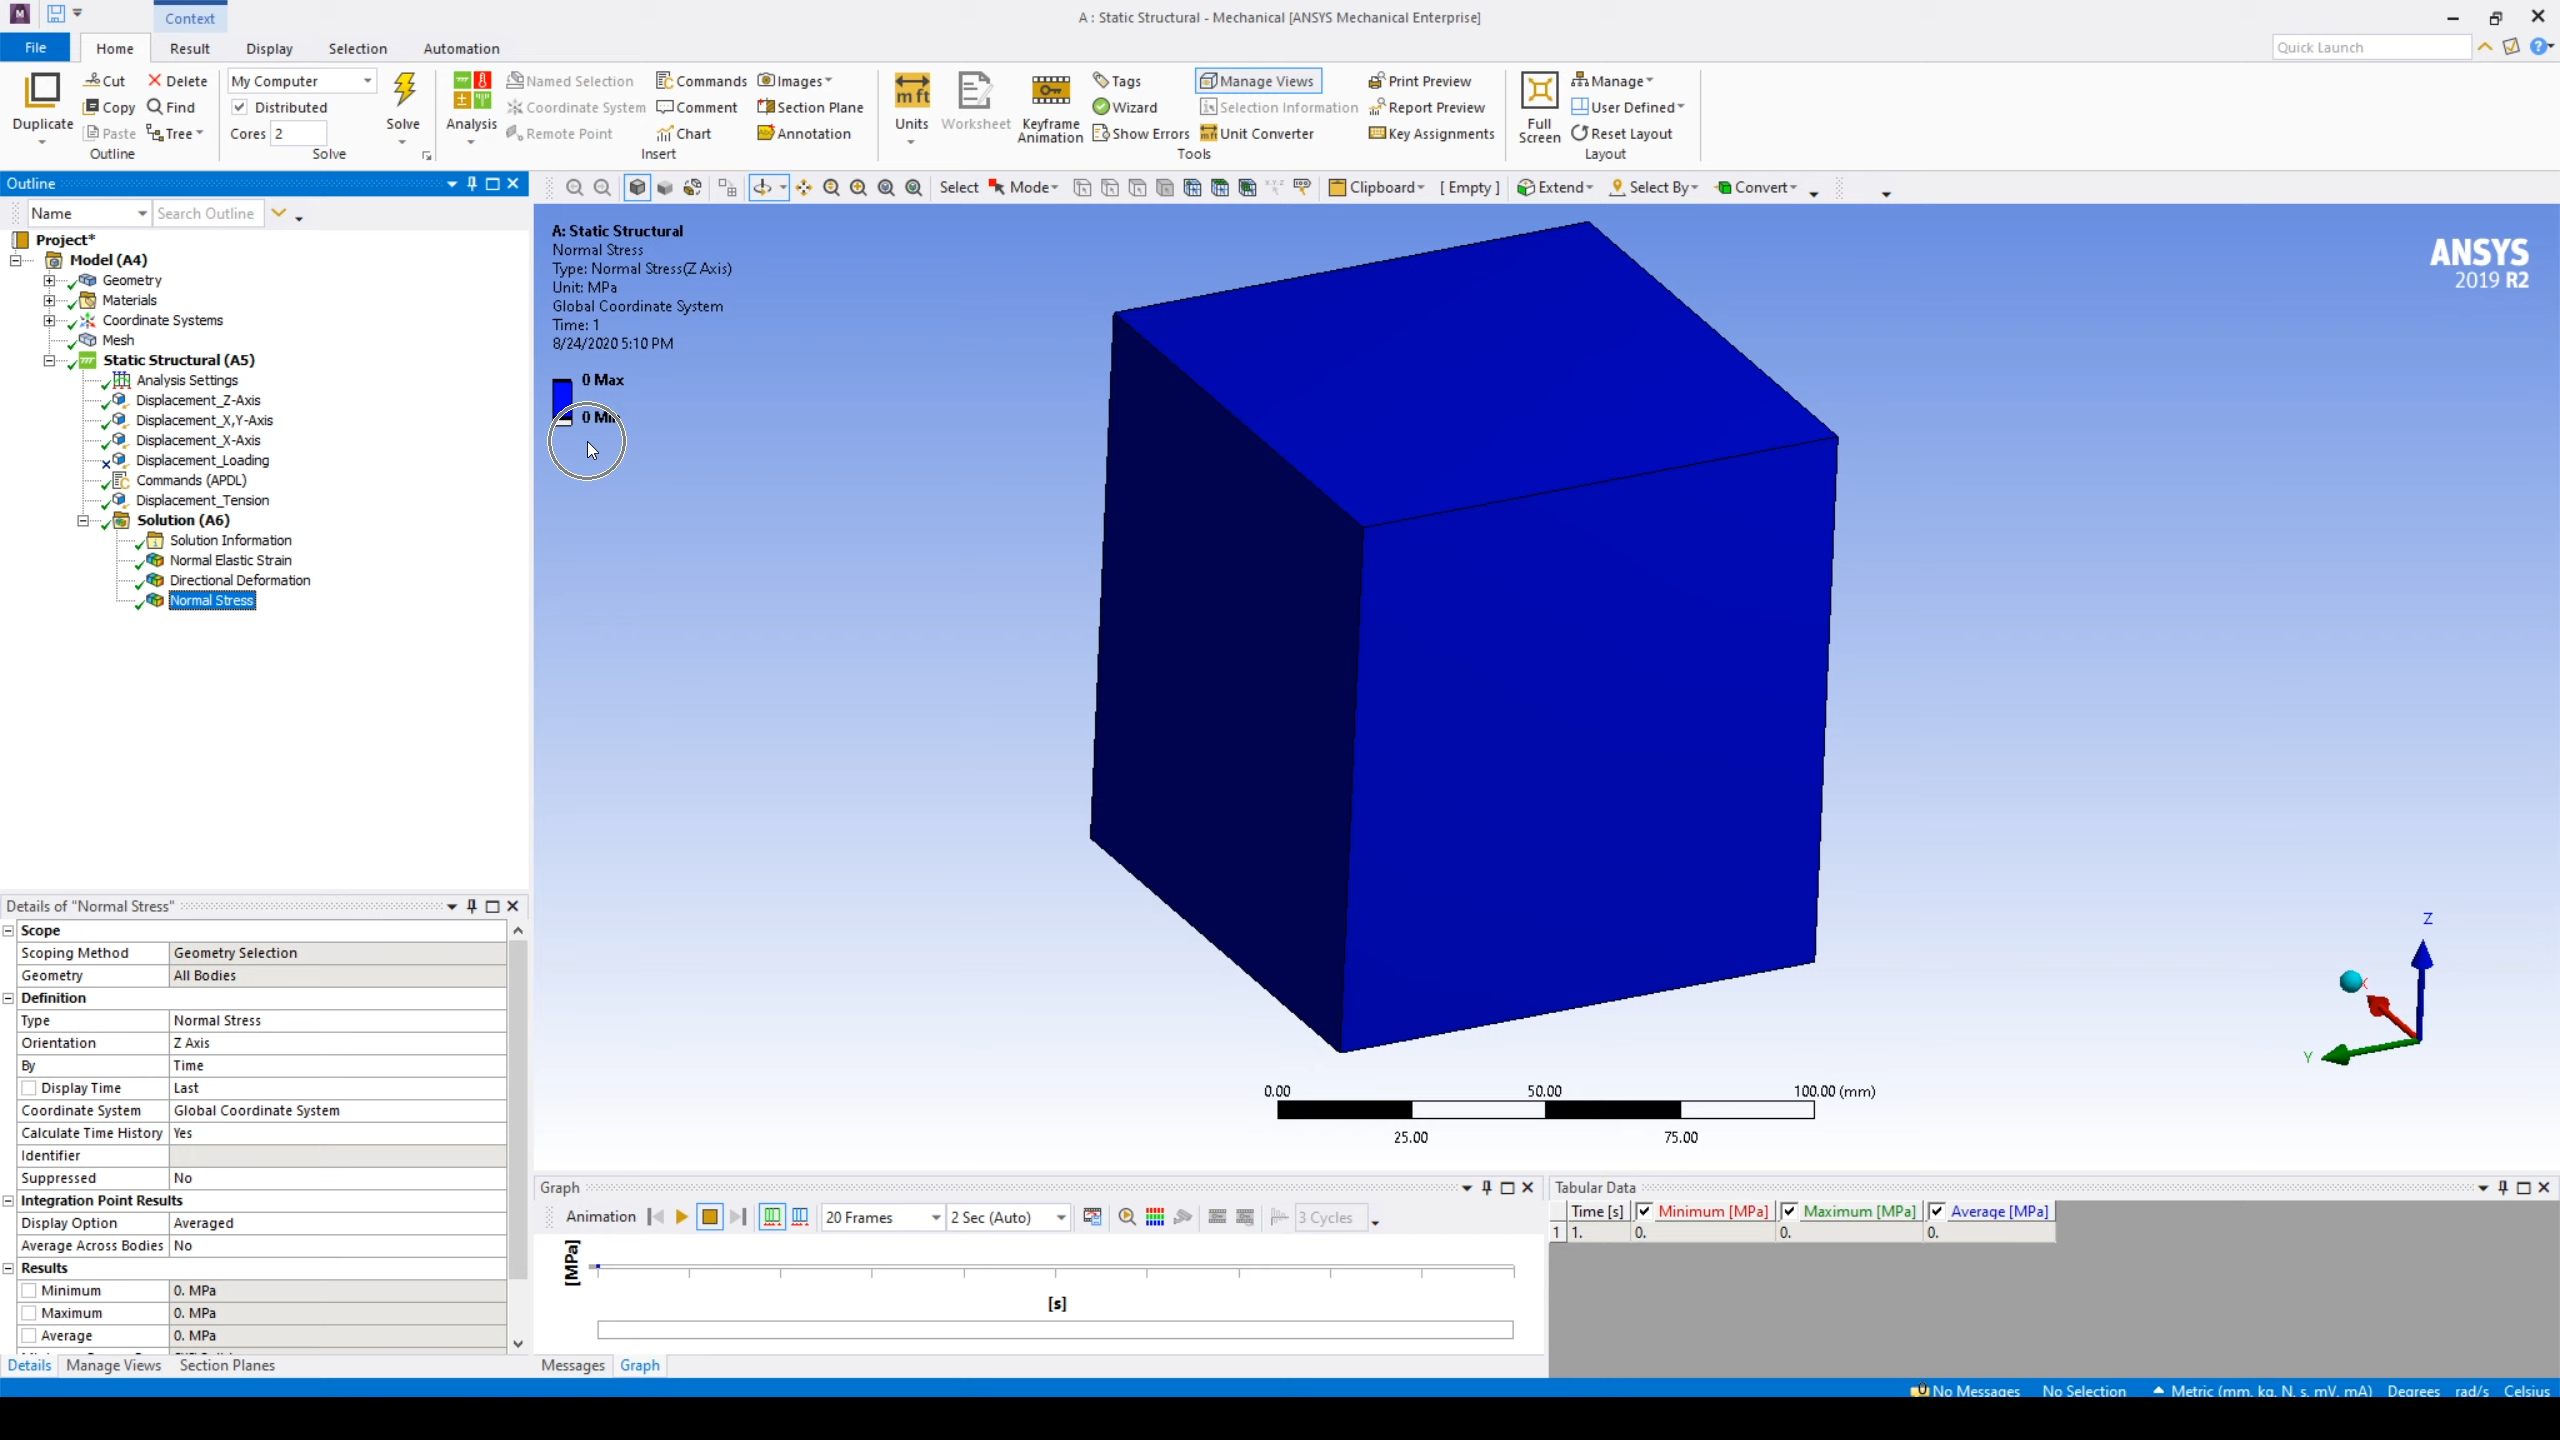 Context
A : Static Structural - Mechanical [ANSYS Mechanical Enterprise]
File Home Result Display Selection Automation
Quick Launch
Duplicate Cut Delete My Computer Solve Analysis Named Selection Commands Images Units Worksheet Keyframe Animation Tags Manage Views Print Preview Full Screen Manage
Copy Find Distributed Coordinate System Comment Section Plane Wizard Selection Information Report Preview User Defined
Paste Tree Cores 2 Remote Point Chart Annotation Show Errors Unit Converter Key Assignments Reset Layout
Outline Solve Insert Tools Layout
Outline
Select Mode Clipboard [ Empty ] Extend Select By Convert
Name Search Outline
Project*
Model (A4)
Geometry
Materials
Coordinate Systems
Mesh
Static Structural (A5)
Analysis Settings
Displacement_Z-Axis
Displacement_X,Y-Axis
Displacement_X-Axis
Displacement_Loading
Commands (APDL)
Displacement_Tension
Solution (A6)
Solution Information
Normal Elastic Strain
Directional Deformation
Normal Stress
A: Static Structural
Normal Stress
Type: Normal Stress(Z Axis)
Unit: MPa
Global Coordinate System
Time: 1
8/24/2020 5:10 PM
0 Max
0 Min
ANSYS
2019 R2
Z
X
Y
0.00 50.00 100.00 (mm)
25.00 75.00
Details of "Normal Stress"
Scope
Scoping Method Geometry Selection
Geometry All Bodies
Definition
Type Normal Stress
Orientation Z Axis
By Time
Display Time Last
Coordinate System Global Coordinate System
Calculate Time History Yes
Identifier
Suppressed No
Integration Point Results
Display Option Averaged
Average Across Bodies No
Results
Minimum 0. MPa
Maximum 0. MPa
Average 0. MPa
Details Manage Views Section Planes
Graph
Animation 20 Frames 2 Sec (Auto) 3 Cycles
[MPa]
[s]
Messages Graph
Tabular Data
Time [s] Minimum [MPa] Maximum [MPa] Average [MPa]
1 1. 0. 0. 0.
No Messages No Selection Metric (mm, kg, N, s, mV, mA) Degrees rad/s Celsius